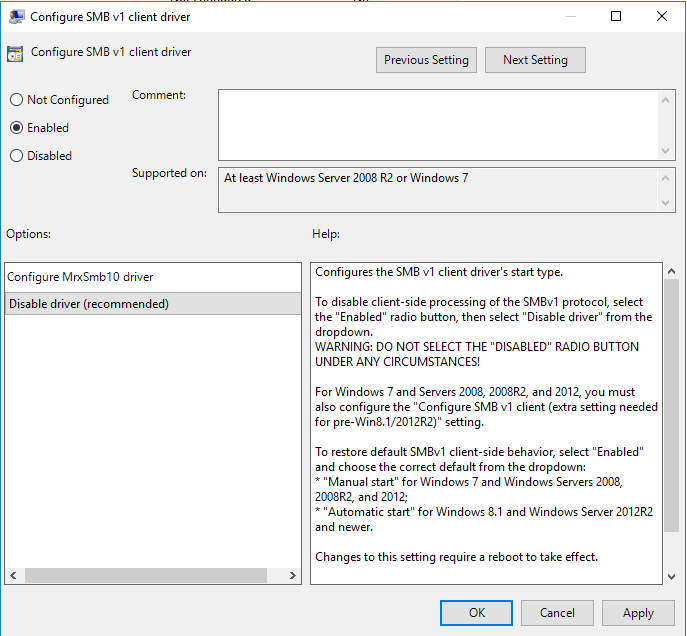 Configure SMB v1 client driver
Configure SMB v1 client driver
Previous Setting
Next Setting
Not Configured
Enabled
Disabled
Comment:
Supported on:
At least Windows Server 2008 R2 or Windows 7
Options:
Help:
Configure MrxSmb10 driver
Disable driver (recommended)
Configures the SMB v1 client driver's start type.
To disable client-side processing of the SMBv1 protocol, select
the "Enabled" radio button, then select "Disable driver" from the
dropdown.
WARNING: DO NOT SELECT THE "DISABLED" RADIO BUTTON
UNDER ANY CIRCUMSTANCES!
For Windows 7 and Servers 2008, 2008R2, and 2012, you must
also configure the "Configure SMB v1 client (extra setting needed
for pre-Win8.1/2012R2)" setting.
To restore default SMBv1 client-side behavior, select "Enabled"
and choose the correct default from the dropdown:
* "Manual start" for Windows 7 and Windows Servers 2008,
2008R2, and 2012;
* "Automatic start" for Windows 8.1 and Windows Server 2012R2
and newer.
Changes to this setting require a reboot to take effect.
OK
Cancel
Apply